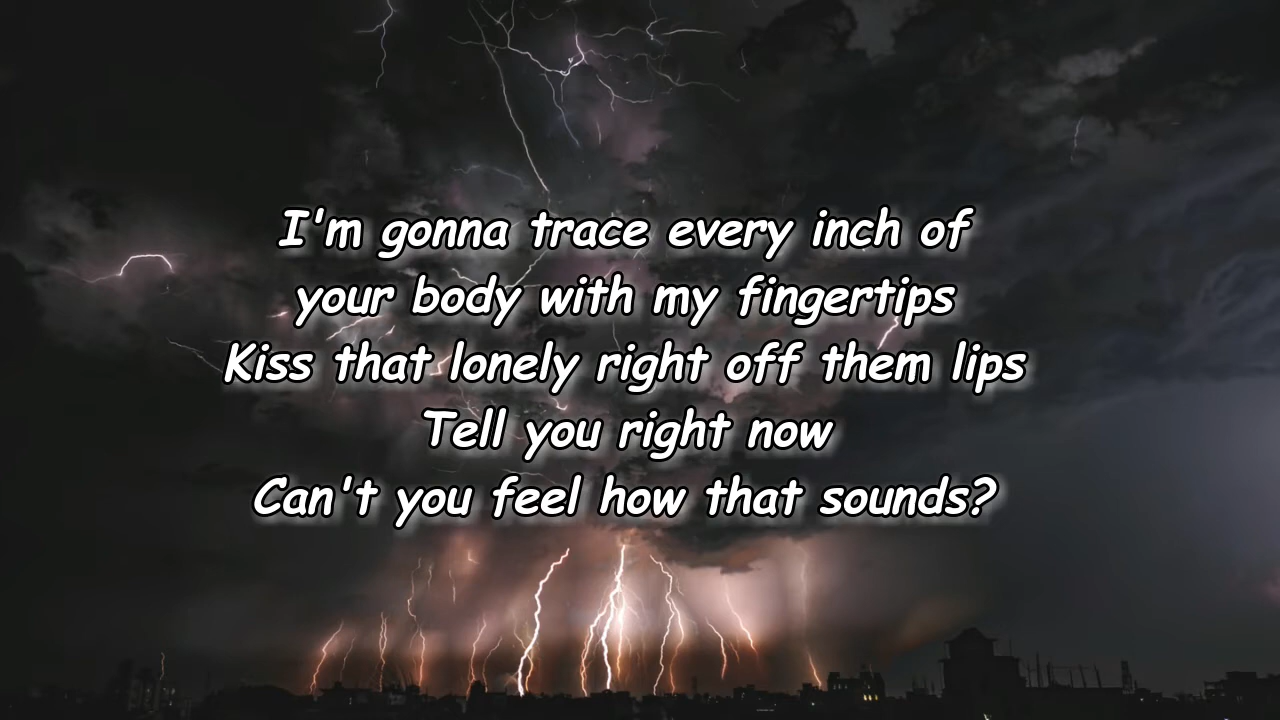 I'm gonna trace every inch of
your body with my fingertips
Kiss that lonely right off them lips
Tell you right now
Can't you feel how that sounds?